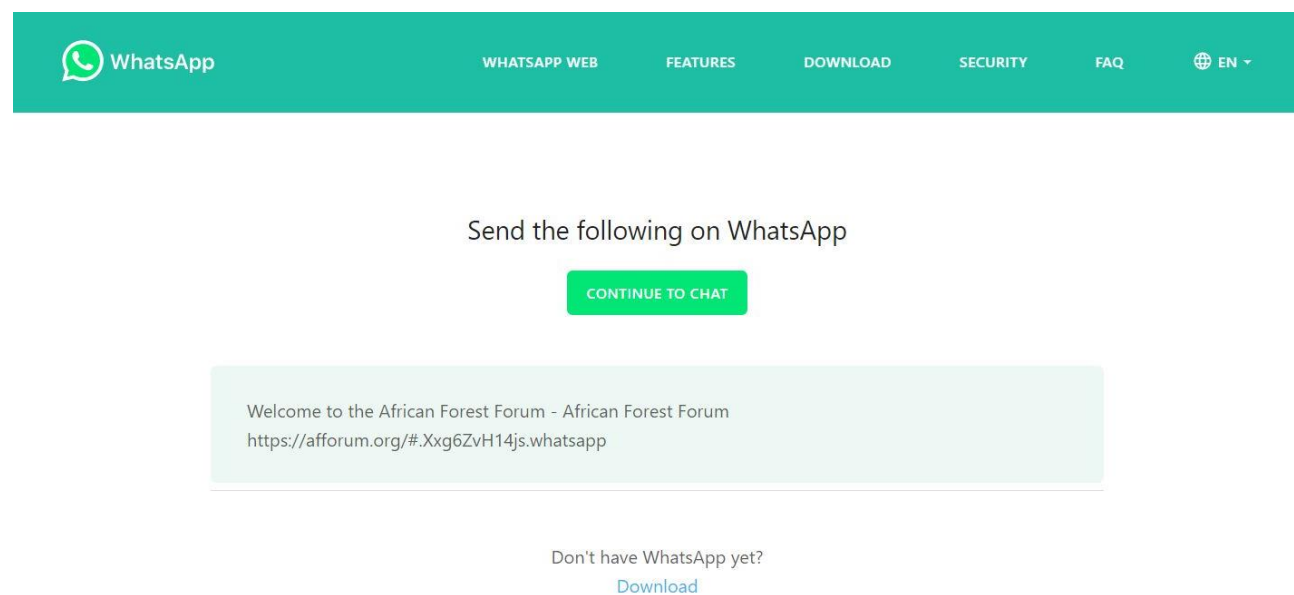 WhatsApp WHATSAPP WEB FEATURES DOWNLOAD SECURITY FAQ EN
Send the following on WhatsApp
CONTINUE TO CHAT
Welcome to the African Forest Forum - African Forest Forum
https://afforum.org/#.Xxg6ZvH14js.whatsapp
Don't have WhatsApp yet?
Download